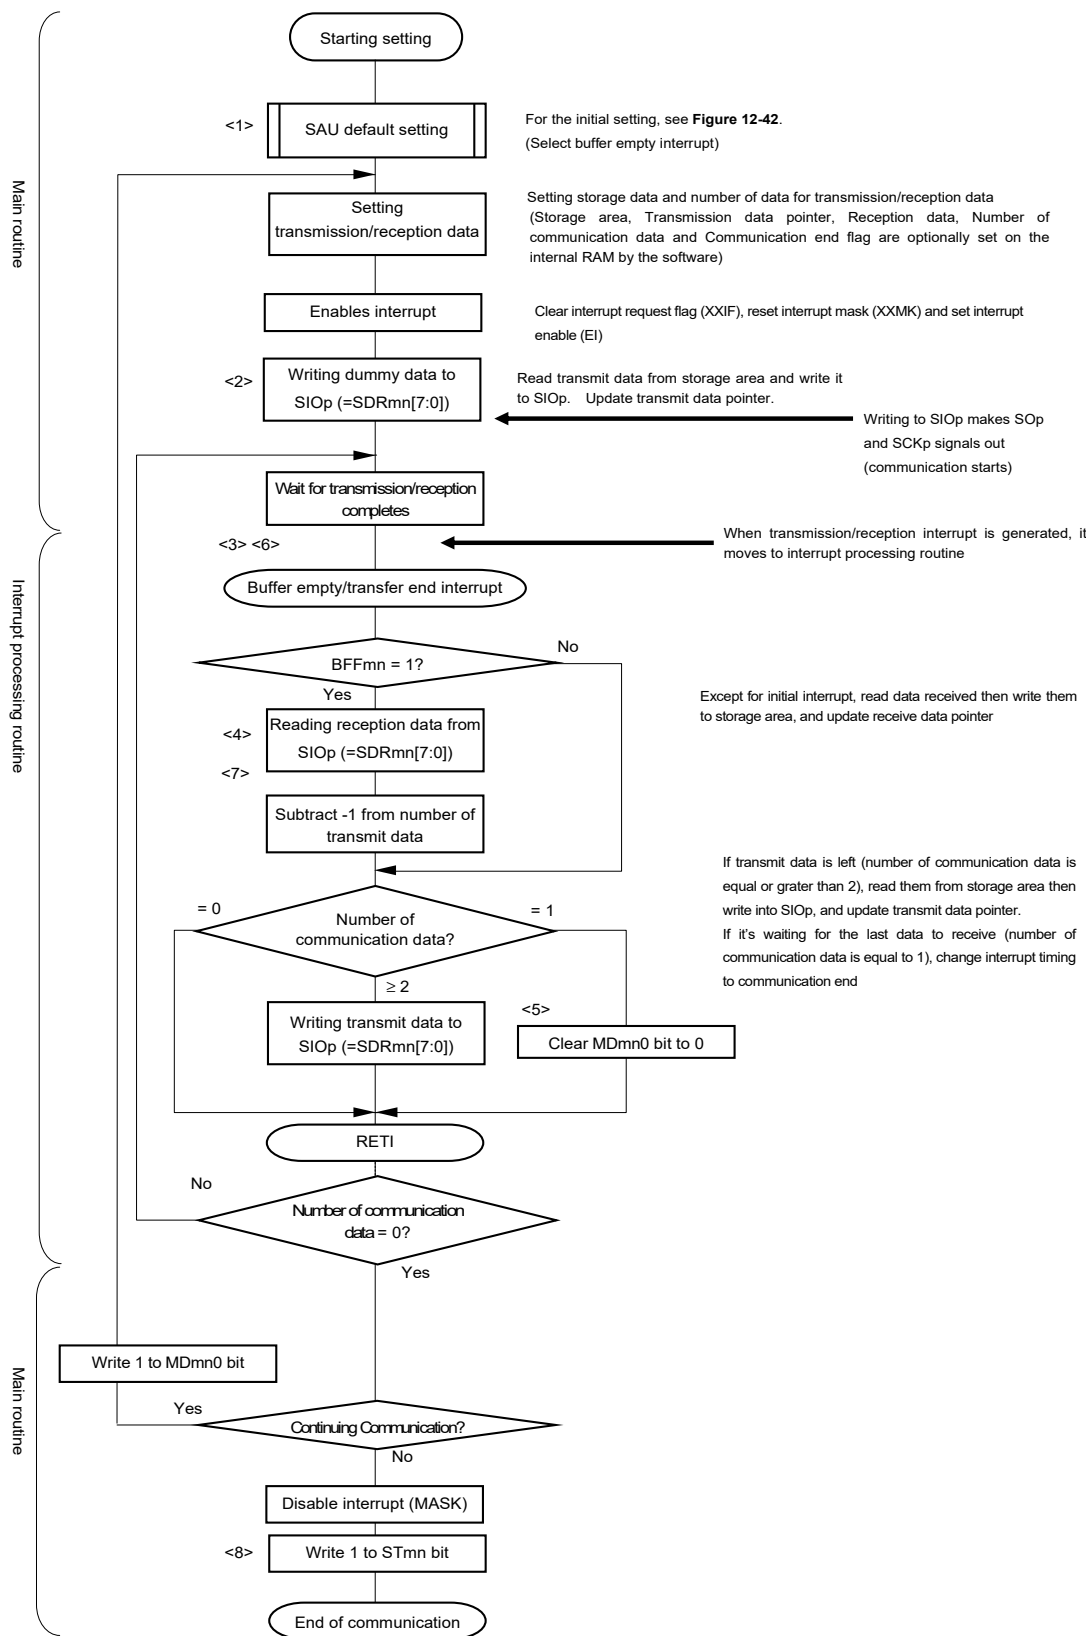 Starting setting
<1>
SAU default setting
For the initial setting, see Figure 12-42.
(Select buffer empty interrupt)
Main routine
Setting
transmission/reception data
Setting storage data and number of data for transmission/reception data
(Storage area, Transmission data pointer, Reception data, Number of
communication data and Communication end flag are optionally set on the
internal RAM by the software)
Enables interrupt
Clear interrupt request flag (XXIF), reset interrupt mask (XXMK) and set interrupt
enable (EI)
<2>
Writing dummy data to
SIOp (=SDRmn[7:0])
Read transmit data from storage area and write it
to SIOp. Update transmit data pointer.
Writing to SIOp makes SOp
and SCKp signals out
(communication starts)
Wait for transmission/reception
completes
<3> <6>
When transmission/reception interrupt is generated, it
moves to interrupt processing routine
Interrupt processing routine
Buffer empty/transfer end interrupt
BFFmn = 1?
No
Yes
Except for initial interrupt, read data received then write them
to storage area, and update receive data pointer
<4>
Reading reception data from
SIOp (=SDRmn[7:0])
<7>
Subtract -1 from number of
transmit data
If transmit data is left (number of communication data is
equal or grater than 2), read them from storage area then
write into SIOp, and update transmit data pointer.
If it's waiting for the last data to receive (number of
communication data is equal to 1), change interrupt timing
to communication end
= 0
Number of
communication data?
= 1
≥ 2
Writing transmit data to
SIOp (=SDRmn[7:0])
<5>
Clear MDmn0 bit to 0
RETI
No
Number of communication
data = 0?
Yes
Main routine
Write 1 to MDmn0 bit
Yes
Continuing Communication?
No
Disable interrupt (MASK)
<8>
Write 1 to STmn bit
End of communication